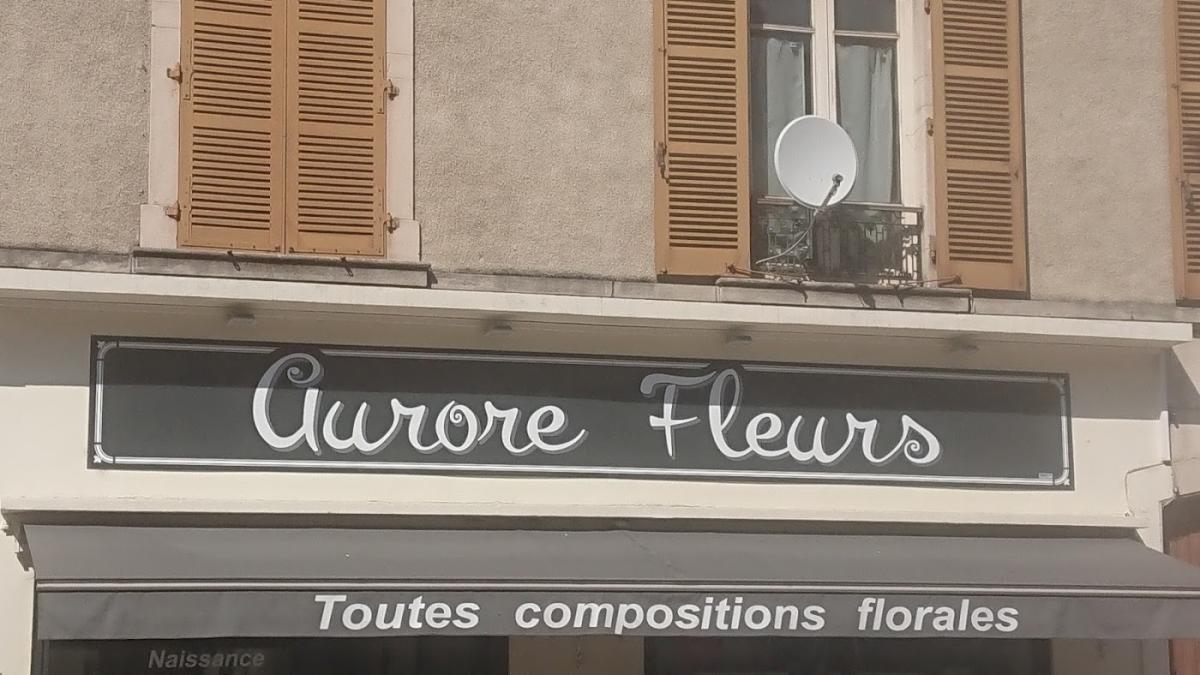 Aurore Fleurs
Toutes compositions florales
Naissance